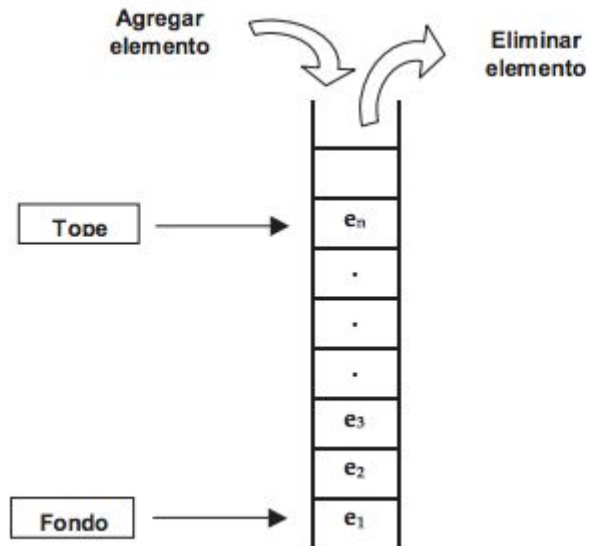 Agregar
elemento
Eliminar
elemento
Tope
eₙ
.
.
.
e₃
e₂
Fondo
e₁